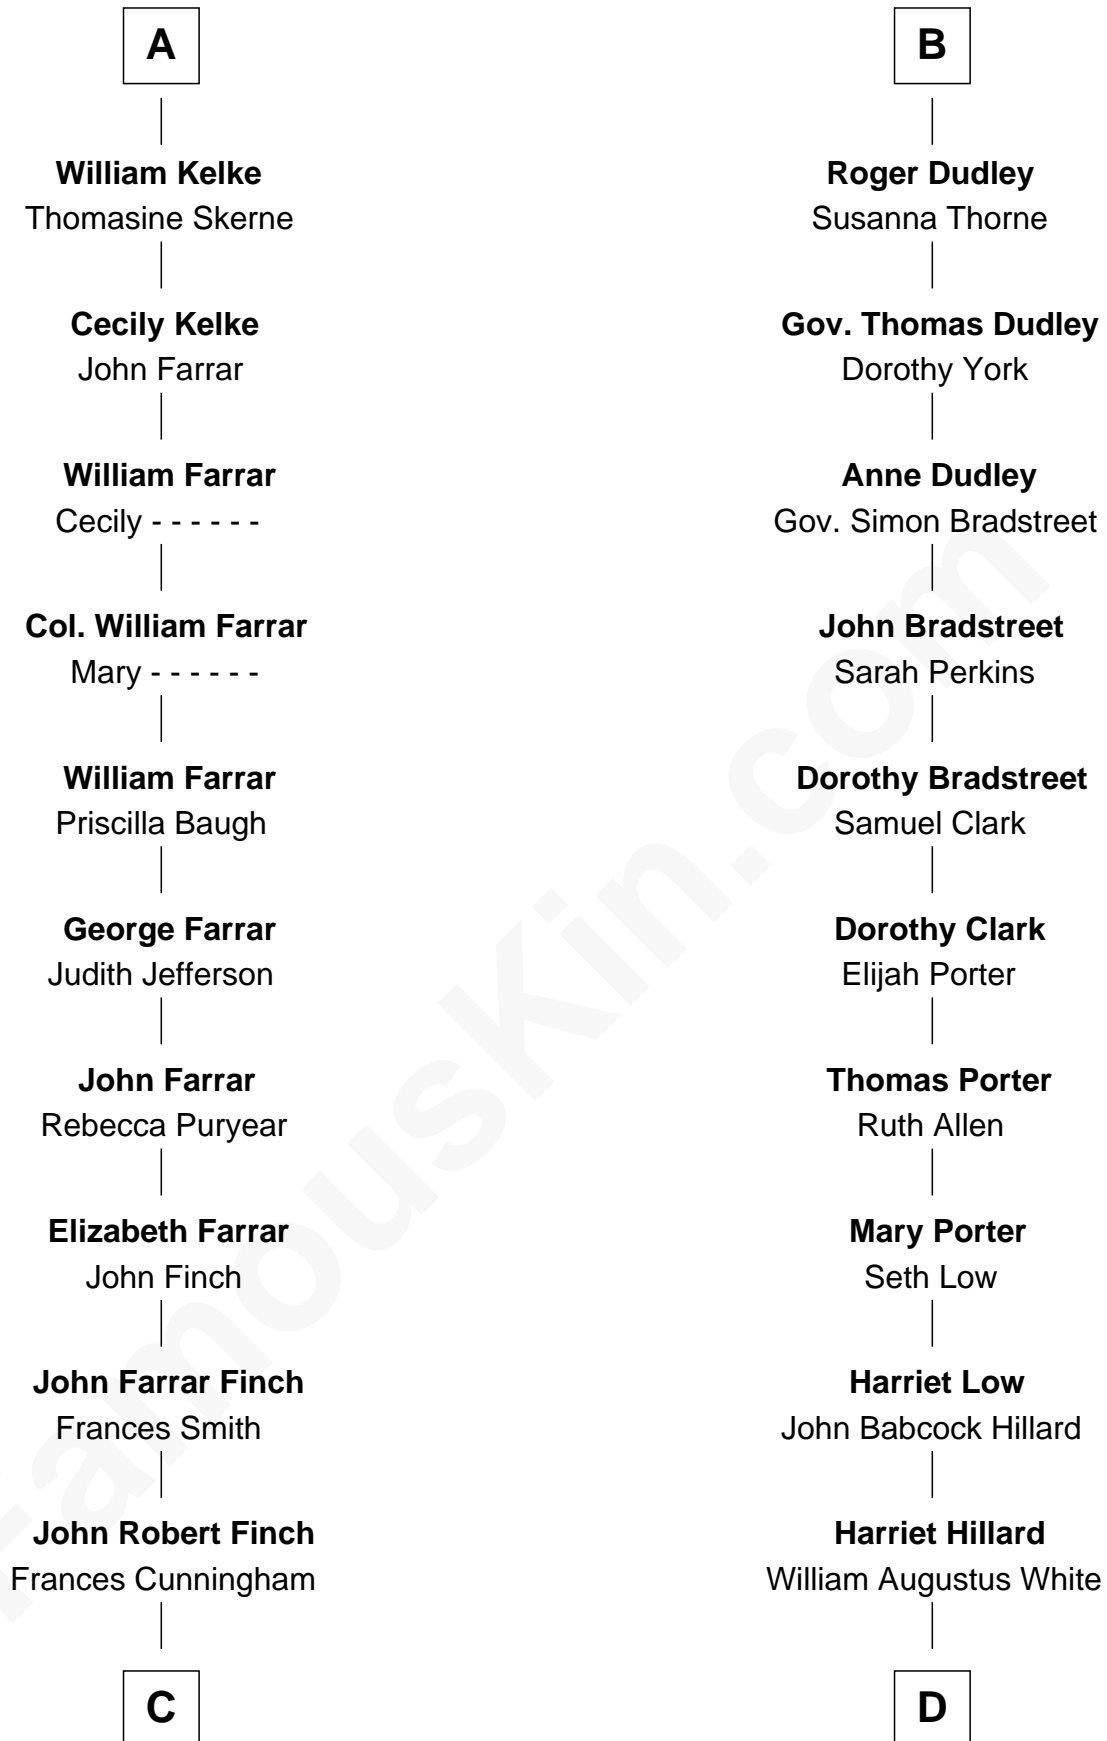 A
William Kelke
Thomasine Skerne
Cecily Kelke
John Farrar
William Farrar
Cecily - - - - - -
Col. William Farrar
Mary - - - - - -
William Farrar
Priscilla Baugh
George Farrar
Judith Jefferson
John Farrar
Rebecca Puryear
Elizabeth Farrar
John Finch
John Farrar Finch
Frances Smith
John Robert Finch
Frances Cunningham
C
B
Roger Dudley
Susanna Thorne
Gov. Thomas Dudley
Dorothy York
Anne Dudley
Gov. Simon Bradstreet
John Bradstreet
Sarah Perkins
Dorothy Bradstreet
Samuel Clark
Dorothy Clark
Elijah Porter
Thomas Porter
Ruth Allen
Mary Porter
Seth Low
Harriet Low
John Babcock Hillard
Harriet Hillard
William Augustus White
D
FamousKin.com